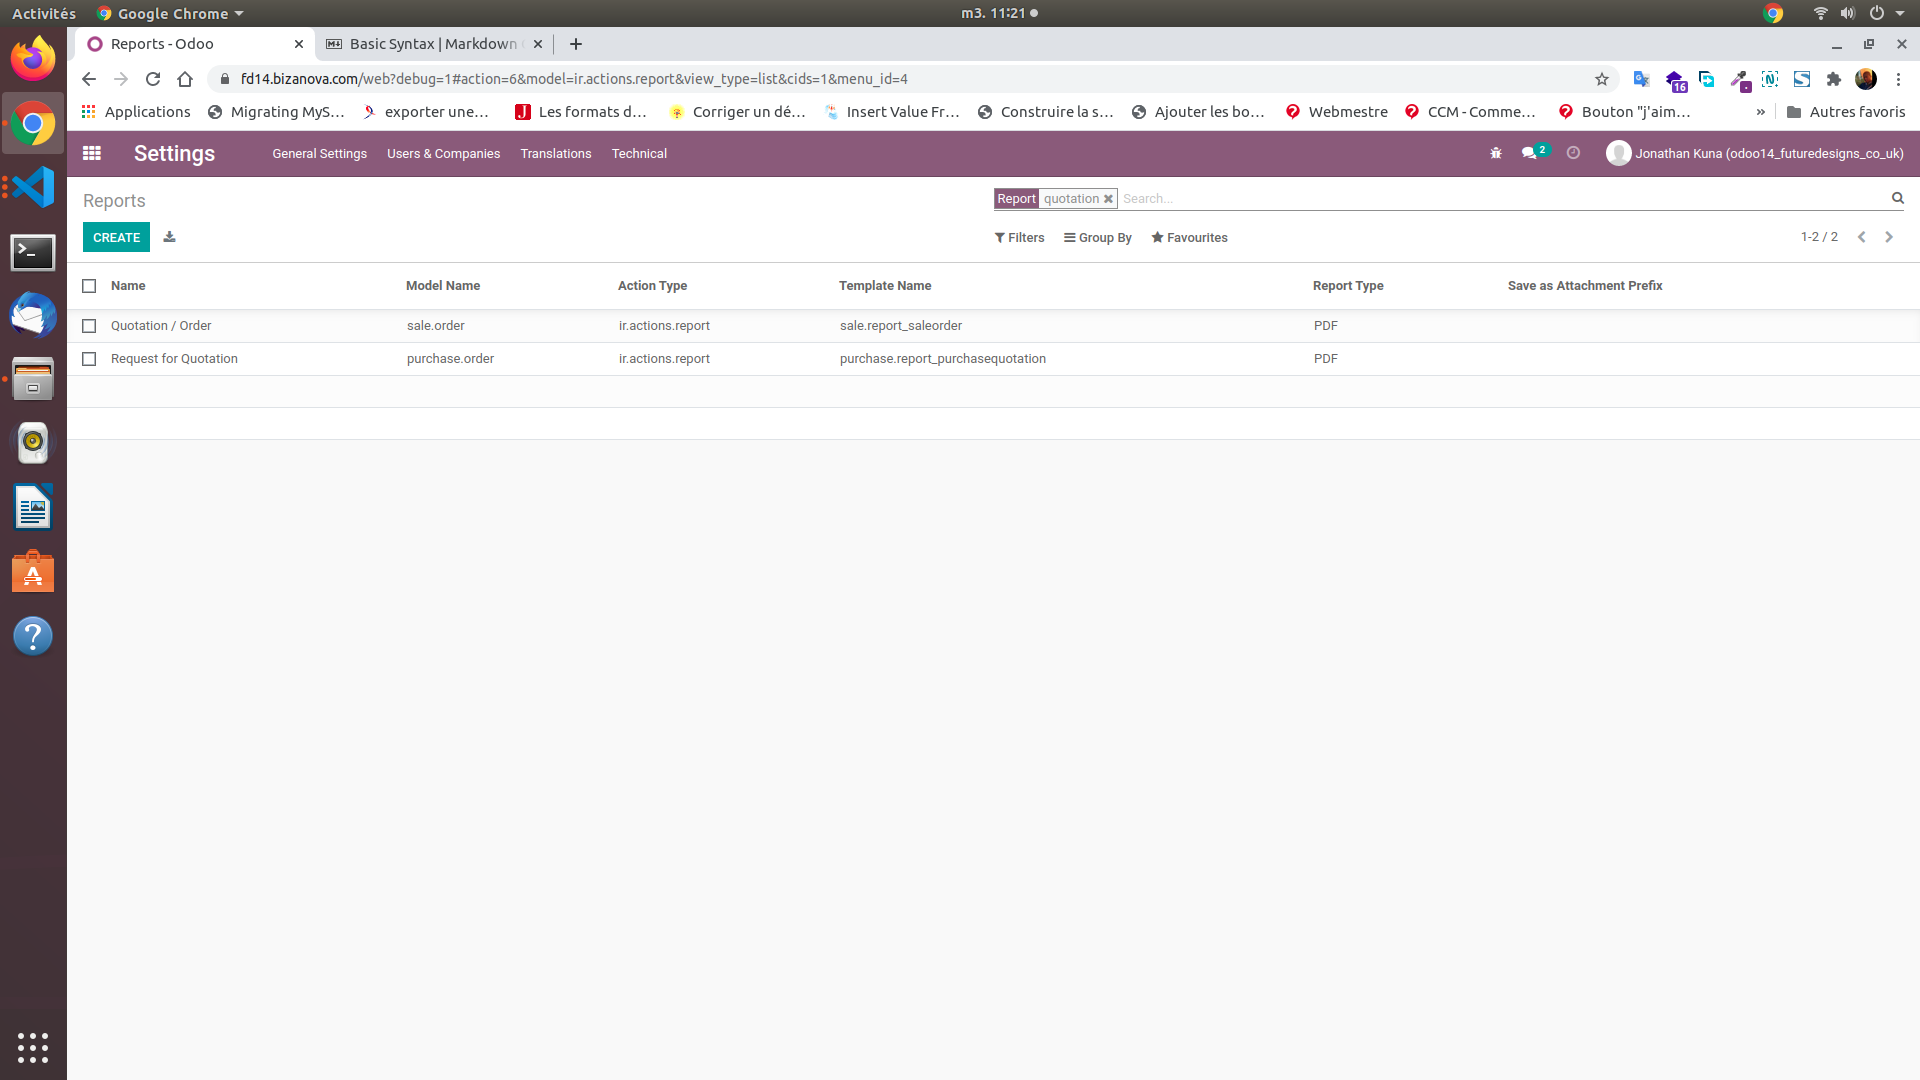 Activités Google Chrome m3. 11:21
Reports - Odoo Basic Syntax | Markdown
fd14.bizanova.com/web?debug=1#action=6&model=ir.actions.report&view_type=list&cids=1&menu_id=4 16
Applications Migrating MyS... exporter une... Les formats d... Corriger un dé... Insert Value Fr... Construire la s... Ajouter les bo... Webmestre CCM - Comme... Bouton "j'aim... » Autres favoris
Settings General Settings Users & Companies Translations Technical 2 Jonathan Kuna (odoo14_futuredesigns_co_uk)
Reports Report quotation Search...
CREATE Filters Group By Favourites 1-2 / 2
Name Model Name Action Type Template Name Report Type Save as Attachment Prefix
Quotation / Order sale.order ir.actions.report sale.report_saleorder PDF
Request for Quotation purchase.order ir.actions.report purchase.report_purchasequotation PDF